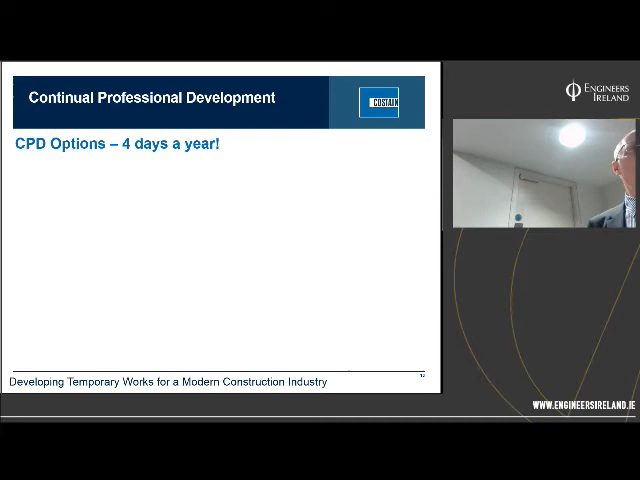 Continual Professional Development
COSTAIN
CPD Options – 4 days a year!
Developing Temporary Works for a Modern Construction Industry
ENGINEERS
IRELAND
WWW.ENGINEERSIRELAND.IE